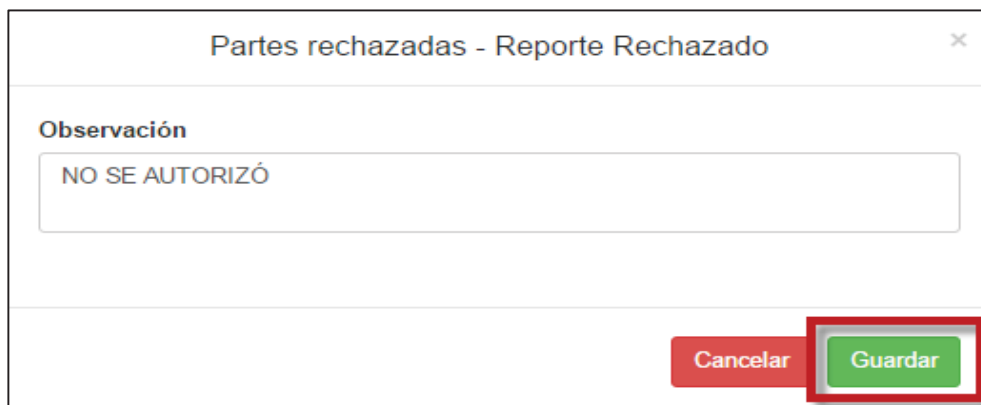 Partes rechazadas - Reporte Rechazado ×
Observación
NO SE AUTORIZÓ
Cancelar Guardar